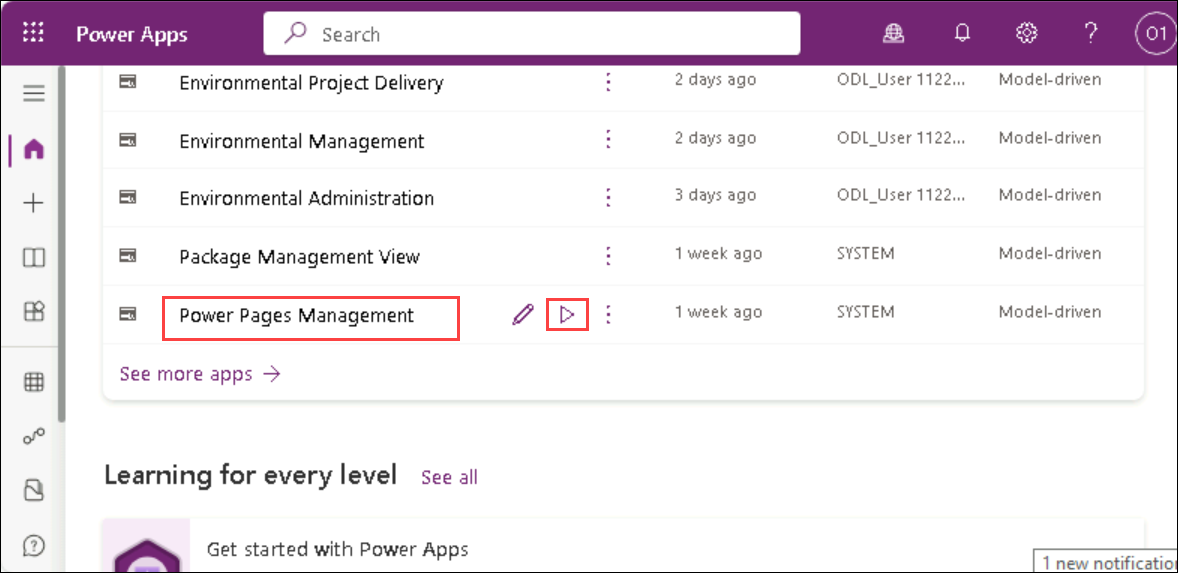 Power Apps Search O1
Environmental Project Delivery 2 days ago ODL_User 1122... Model-driven
Environmental Management 2 days ago ODL_User 1122... Model-driven
Environmental Administration 3 days ago ODL_User 1122... Model-driven
Package Management View 1 week ago SYSTEM Model-driven
Power Pages Management 1 week ago SYSTEM Model-driven
See more apps →
Learning for every level See all
Get started with Power Apps
1 new notification